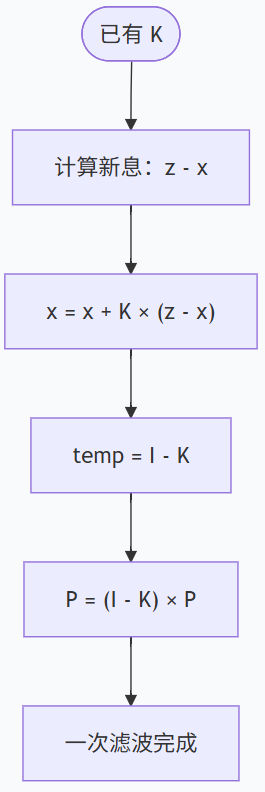 已有 K
计算新息：z - x
x = x + K × (z - x)
temp = I - K
P = (I - K) × P
一次滤波完成